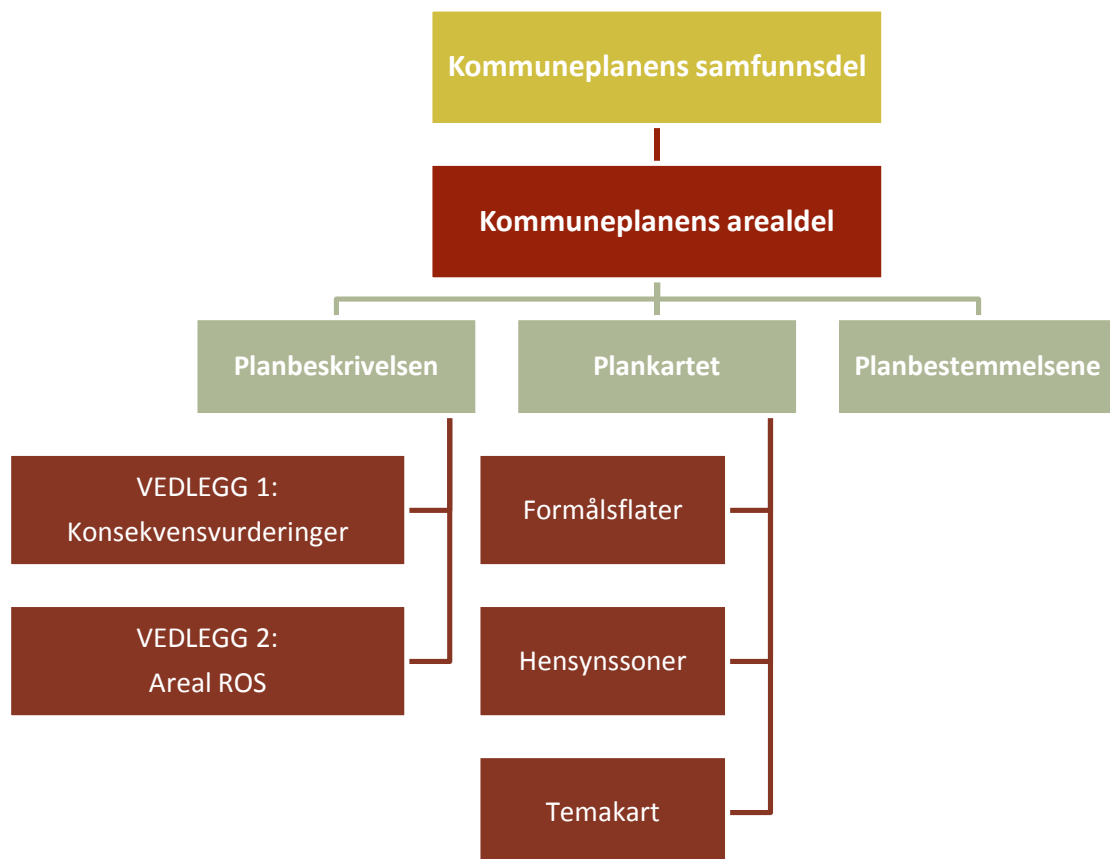 Kommuneplanens samfunnsdel
Kommuneplanens arealdel
Planbeskrivelsen
Plankartet
Planbestemmelsene
VEDLEGG 1:
Konsekvensvurderinger
Formålsflater
VEDLEGG 2:
Areal ROS
Hensynssoner
Temakart